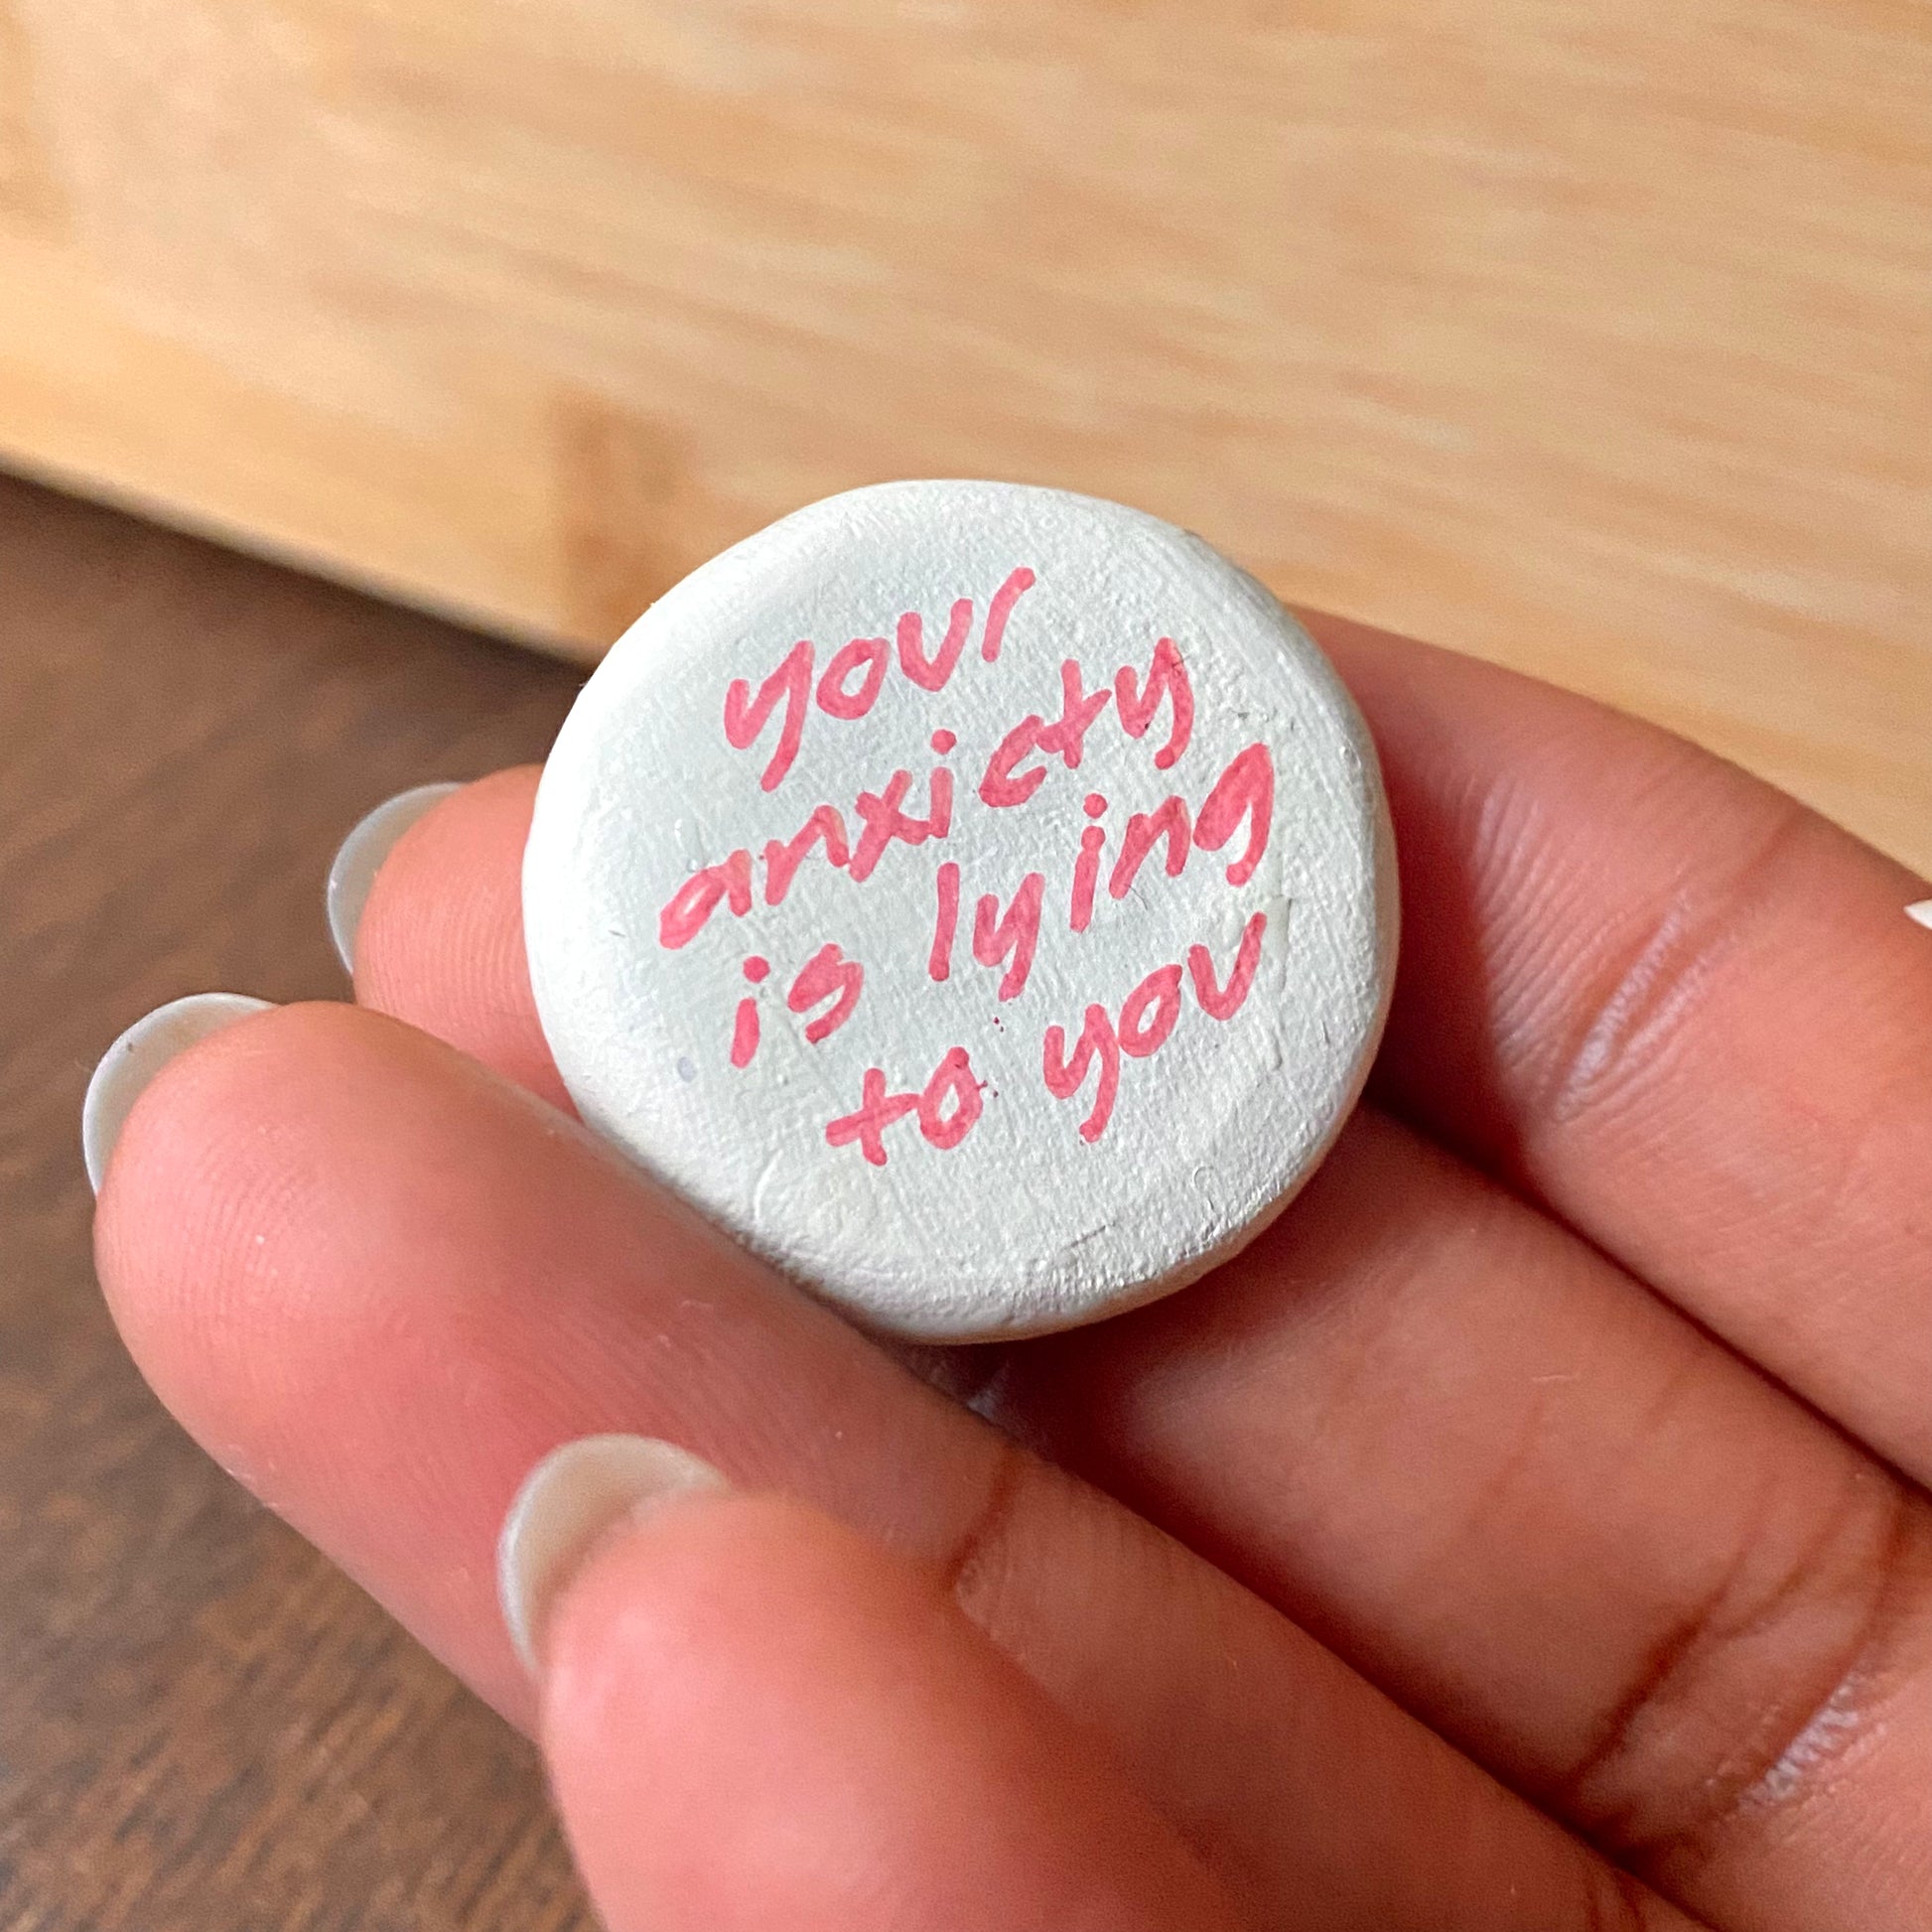 your
anxiety
is lying
to you